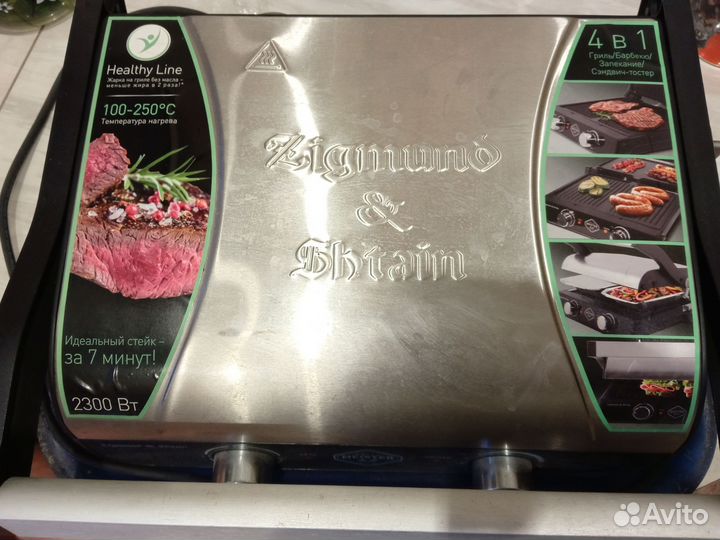 Healthy Line
Жарка на гриле без масла –
меньше жира в 2 раза!*
100-250°C
Температура нагрева
Идеальный стейк –
за 7 минут!
2300 Вт
Zigmund
&
Shtain
4 в 1
Гриль/Барбекю/
Запекание/
Сэндвич-тостер
Avito